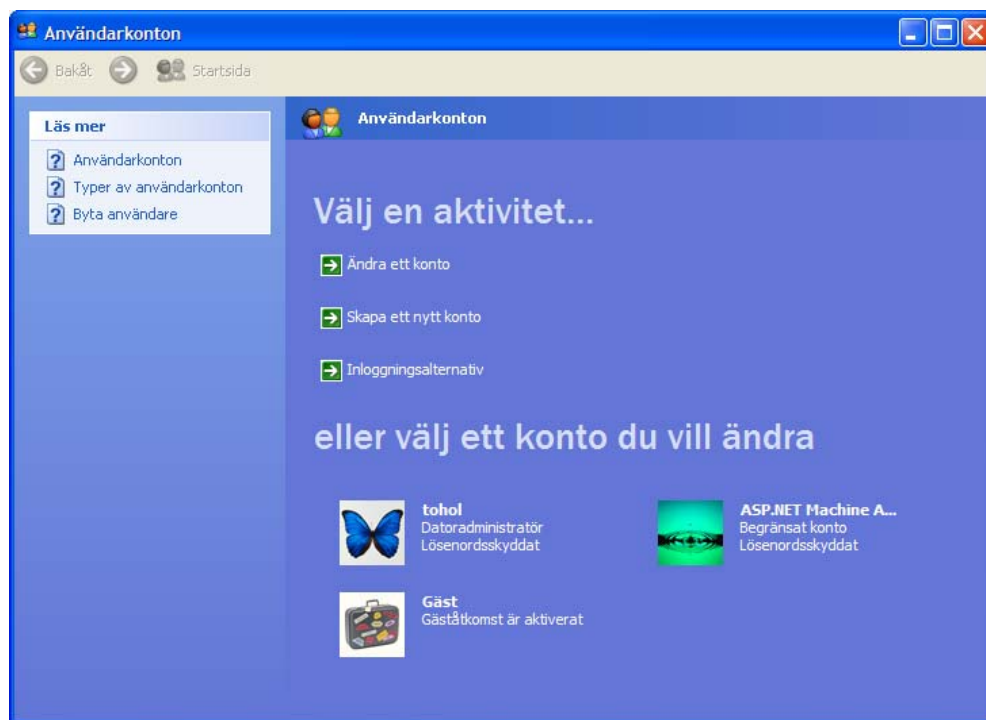 Användarkonton
Bakåt
Startsida
Läs mer
Användarkonton
Typer av användarkonton
Byta användare
Användarkonton
Välj en aktivitet...
Ändra ett konto
Skapa ett nytt konto
Inloggningsalternativ
eller välj ett konto du vill ändra
tohol
Datoradministratör
Lösenordsskyddat
ASP.NET Machine A...
Begränsat konto
Lösenordsskyddat
Gäst
Gäståtkomst är aktiverat